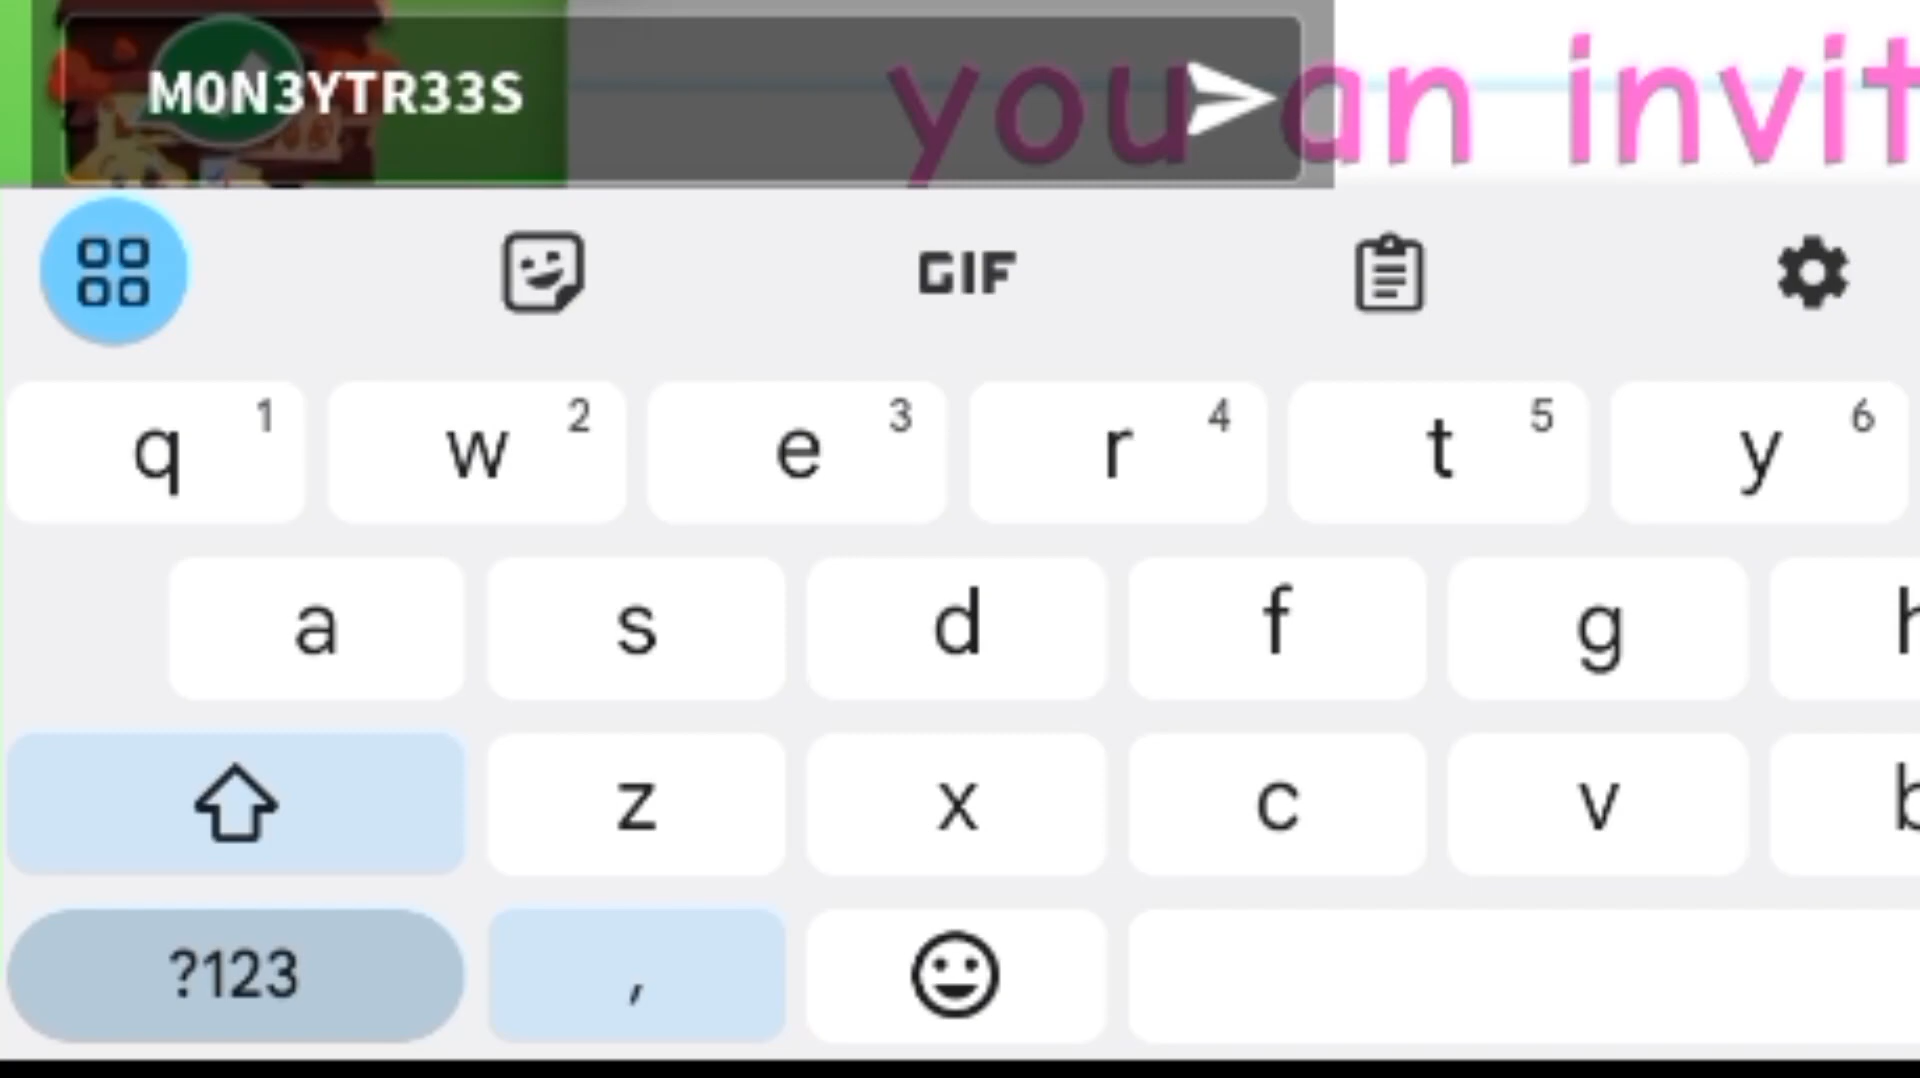 M0N3YTR33S
you an invit
GIF
q 1 w 2 e 3 r 4 t 5 y 6
a s d f g h
z x c v b
?123 ,